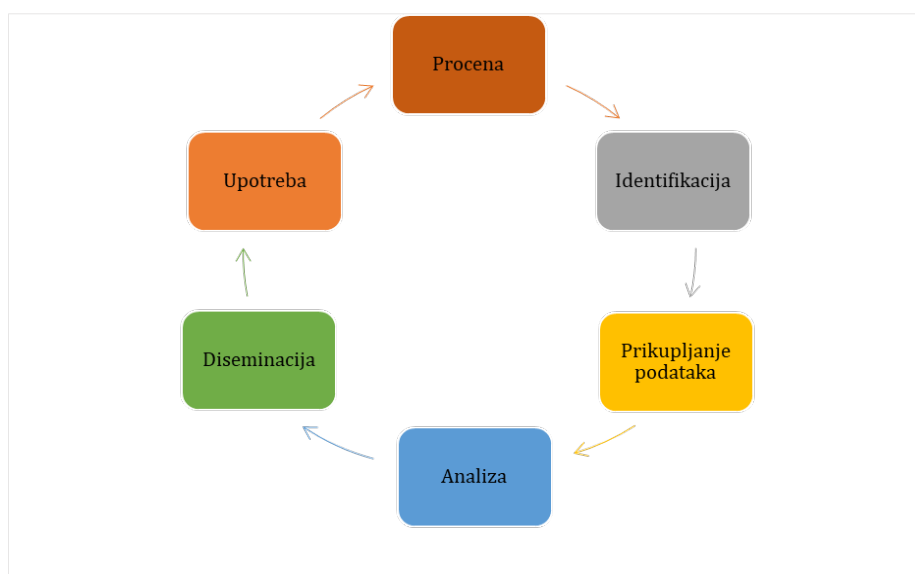 Procena
Identifikacija
Prikupljanje
podataka
Analiza
Diseminacija
Upotreba